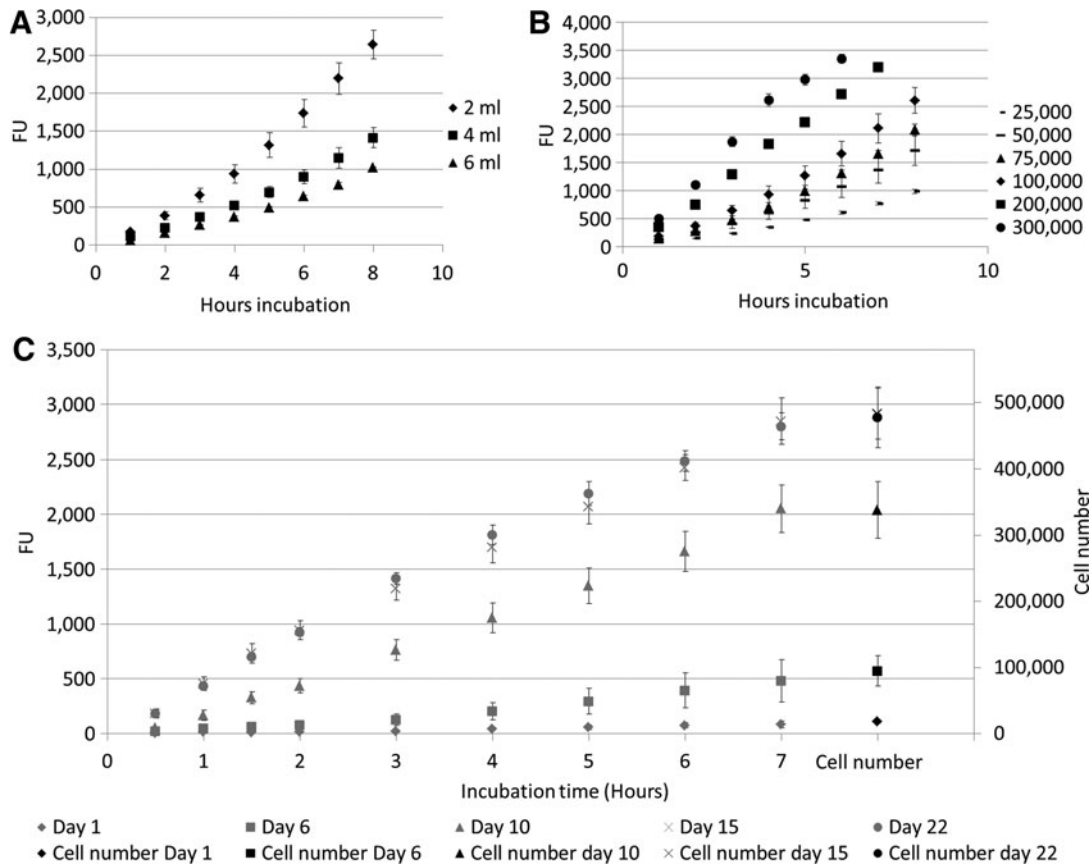 A
3,000
2,500
2,000
1,500
1,000
500
0
FU
0 2 4 6 8 10
Hours incubation
2 ml
4 ml
6 ml
B
4,000
3,500
3,000
2,500
2,000
1,500
1,000
500
0
FU
0 5 10
Hours incubation
25,000
50,000
75,000
100,000
200,000
300,000
C
3,500
3,000
2,500
2,000
1,500
1,000
500
0
FU
500,000
400,000
300,000
200,000
100,000
0
Cell number
0 1 2 3 4 5 6 7 Cell number
Incubation time (Hours)
Day 1 Day 6 Day 10 Day 15 Day 22
Cell number Day 1 Cell number Day 6 Cell number day 10 Cell number day 15 Cell number day 22